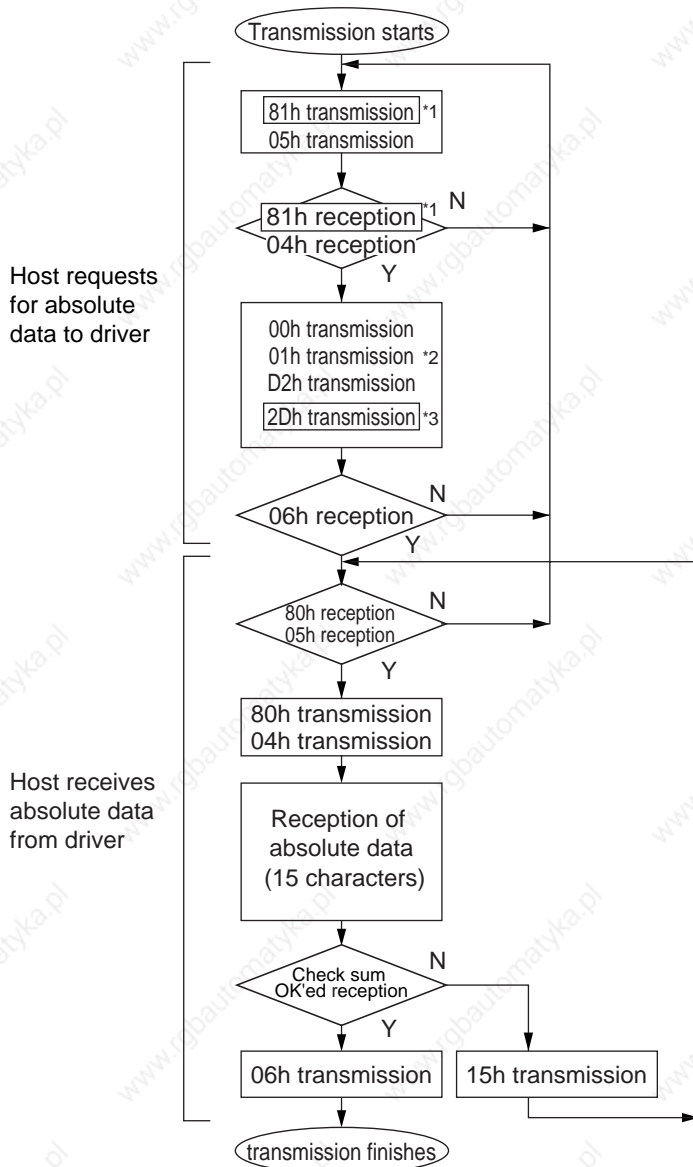 Transmission starts
81h transmission *1
05h transmission
81h reception *1
N
04h reception
Y
Host requests
for absolute
data to driver
00h transmission
01h transmission *2
D2h transmission
2Dh transmission *3
N
06h reception
Y
N
80h reception
05h reception
Y
80h transmission
04h transmission
Host receives
absolute data
from driver
Reception of
absolute data
(15 characters)
N
Check sum
OK'ed reception
Y
06h transmission
15h transmission
transmission finishes
www.rgbautomatyka.pl